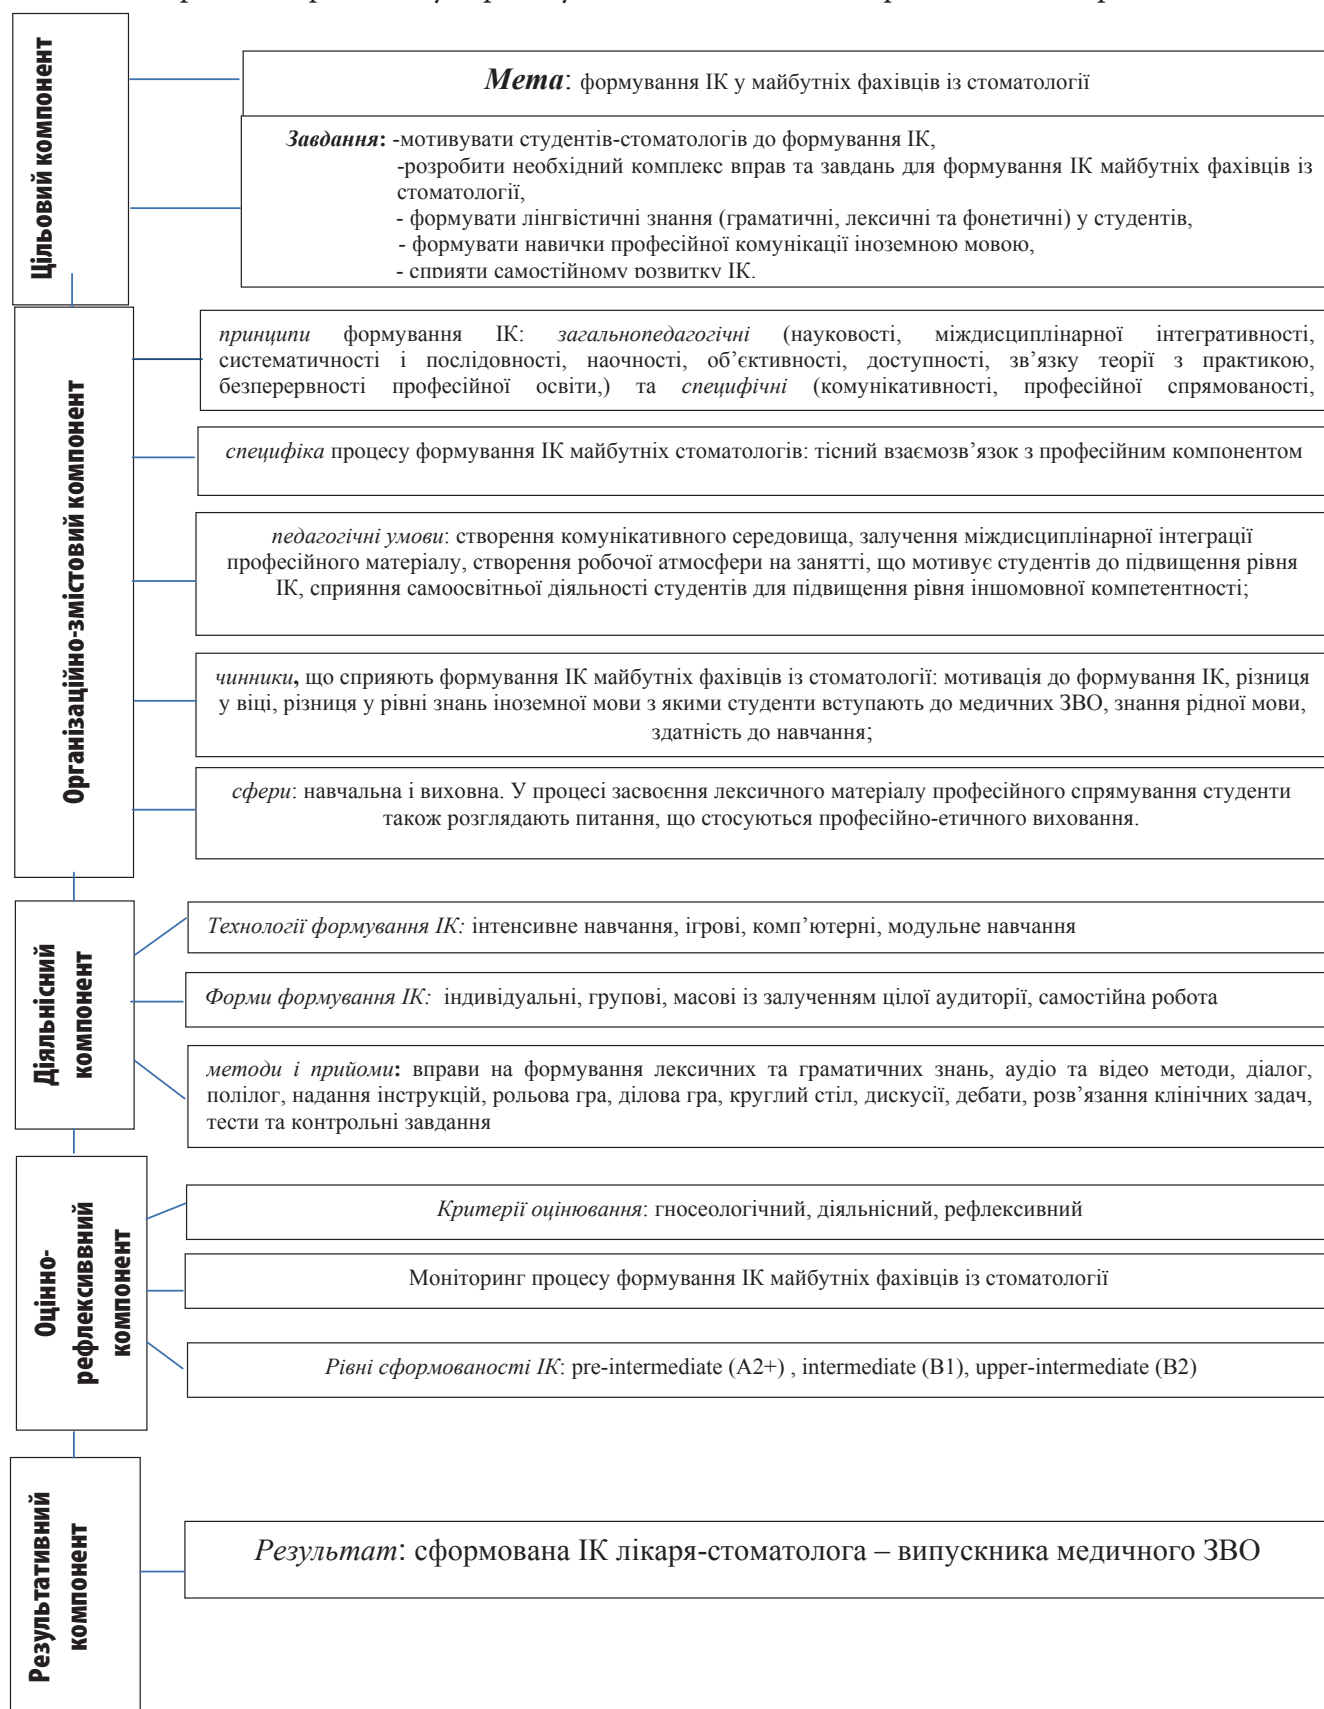 Цільовий компонент
Мета: формування ІК у майбутніх фахівців із стоматології
Завдання: -мотивувати студентів-стоматологів до формування ІК,
-розробити необхідний комплекс вправ та завдань для формування ІК майбутніх фахівців із
стоматології,
- формувати лінгвістичні знання (граматичні, лексичні та фонетичні) у студентів,
- формувати навички професійної комунікації іноземною мовою,
- сприяти самостійному розвитку ІК.
Організаційно-змістовий компонент
принципи формування ІК: загальнопедагогічні (науковості, міждисциплінарної інтегративності,
систематичності і послідовності, наочності, об’єктивності, доступності, зв’язку теорії з практикою,
безперервності професійної освіти,) та специфічні (комунікативності, професійної спрямованості,
специфіка процесу формування ІК майбутніх стоматологів: тісний взаємозв’язок з професійним компонентом
педагогічні умови: створення комунікативного середовища, залучення міждисциплінарної інтеграції
професійного матеріалу, створення робочої атмосфери на занятті, що мотивує студентів до підвищення рівня
ІК, сприяння самоосвітньої діяльності студентів для підвищення рівня іншомовної компетентності;
чинники, що сприяють формування ІК майбутніх фахівців із стоматології: мотивація до формування ІК, різниця
у віці, різниця у рівні знань іноземної мови з якими студенти вступають до медичних ЗВО, знання рідної мови,
здатність до навчання;
сфери: навчальна і виховна. У процесі засвоєння лексичного матеріалу професійного спрямування студенти
також розглядають питання, що стосуються професійно-етичного виховання.
Діяльнісний
компонент
Технології формування ІК: інтенсивне навчання, ігрові, комп’ютерні, модульне навчання
Форми формування ІК: індивідуальні, групові, масові із залученням цілої аудиторії, самостійна робота
методи і прийоми: вправи на формування лексичних та граматичних знань, аудіо та відео методи, діалог,
полілог, надання інструкцій, рольова гра, ділова гра, круглий стіл, дискусії, дебати, розв’язання клінічних задач,
тести та контрольні завдання
Оцінно-
рефлексиввний
компонент
Критерії оцінювання: гносеологічний, діяльнісний, рефлексивний
Моніторинг процесу формування ІК майбутніх фахівців із стоматології
Рівні сформованості ІК: pre-intermediate (A2+) , intermediate (B1), upper-intermediate (B2)
Результативний
компонент
Результат: сформована ІК лікаря-стоматолога – випускника медичного ЗВО